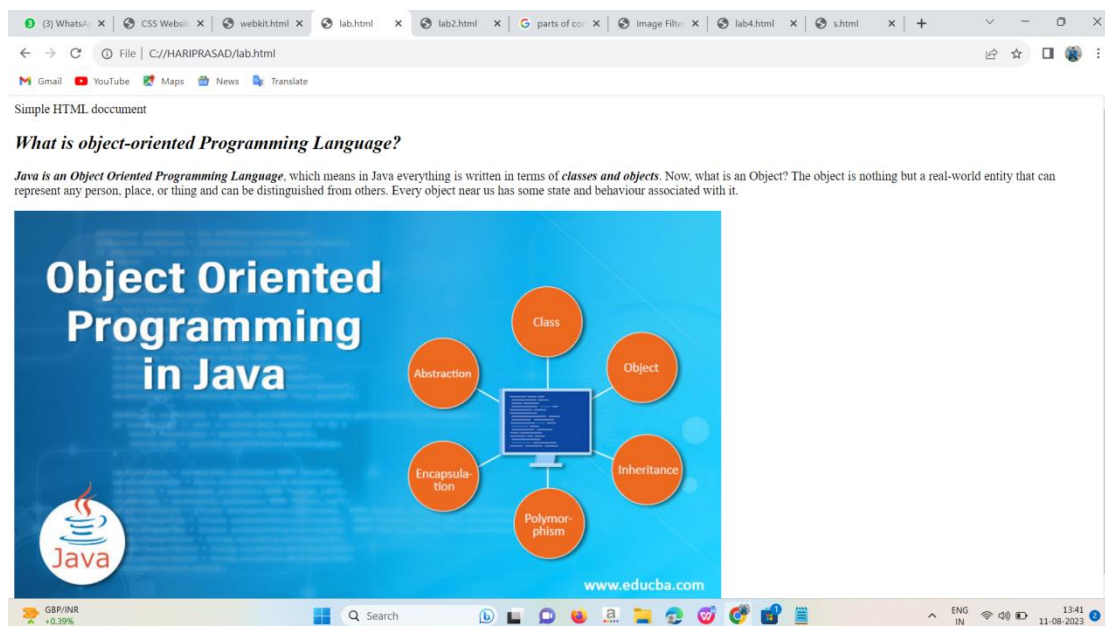 (3) WhatsA
CSS Websit
webkit.html
lab.html
lab2.html
parts of con
Image Filter
lab4.html
s.html
File | C://HARIPRASAD/lab.html
Gmail
YouTube
Maps
News
Translate
Simple HTML doccument
What is object-oriented Programming Language?
Java is an Object Oriented Programming Language, which means in Java everything is written in terms of classes and objects. Now, what is an Object? The object is nothing but a real-world entity that can
represent any person, place, or thing and can be distinguished from others. Every object near us has some state and behaviour associated with it.
Object Oriented
Programming
in Java
Class
Object
Abstraction
Inheritance
Encapsula-
tion
Polymor-
phism
Java
www.educba.com
GBP/INR
+0.39%
Search
ENG
IN
13:41
11-08-2023
2